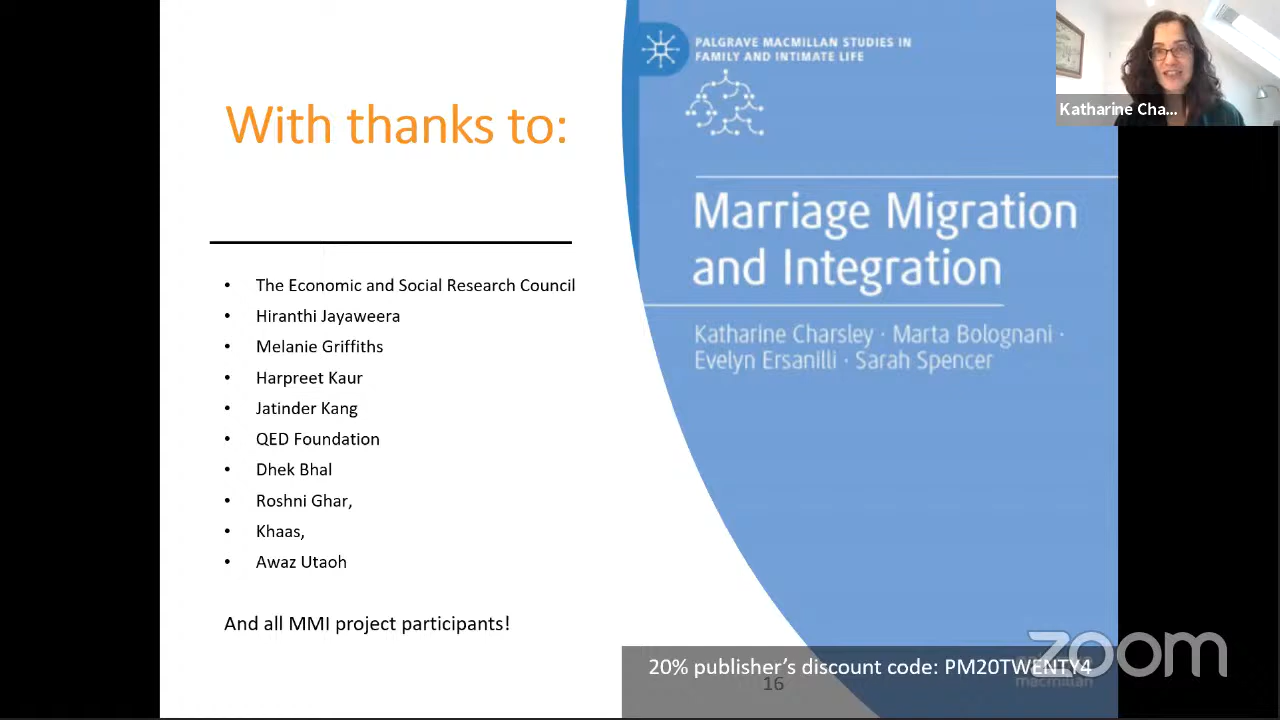 With thanks to:
• The Economic and Social Research Council
• Hiranthi Jayaweera
• Melanie Griffiths
• Harpreet Kaur
• Jatinder Kang
• QED Foundation
• Dhek Bhal
• Roshni Ghar,
• Khaas,
• Awaz Utaoh
And all MMI project participants!
PALGRAVE MACMILLAN STUDIES IN
FAMILY AND INTIMATE LIFE
Marriage Migration
and Integration
Katharine Charsley · Marta Bolognani ·
Evelyn Ersanilli · Sarah Spencer
20% publisher’s discount code: PM20TWENTY4
16
macmillan
Katharine Cha...
zoom